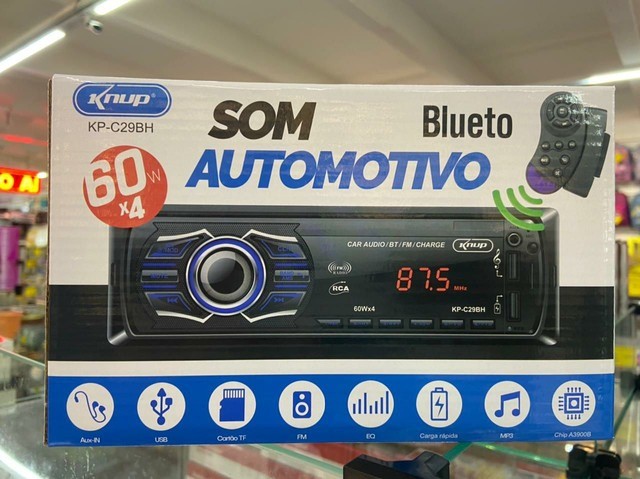 Knup
KP-C29BH
SOM
AUTOMOTIVO
Blueto
60W
x4
CAR AUDIO/BT/FM/CHARGE
Knup
FM
RCA
87.5 MHz
60Wx4
KP-C29BH
Aux-IN
USB
Cartão TF
FM
EQ
Carga rápida
MP3
Chip A3900B